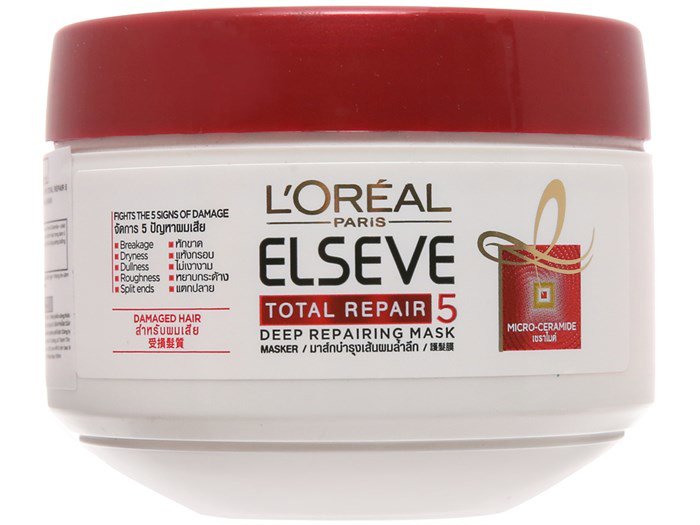 FIGHTS THE 5 SIGNS OF DAMAGE
จัดการ 5 ปัญหาผมเสีย
▪Breakage ▪หักขาด
▪Dryness ▪แห้งกรอบ
▪Dullness ▪ไม่เงางาม
▪Roughness ▪หยาบกระด้าง
▪Split ends ▪แตกปลาย
DAMAGED HAIR
สำหรับผมเสีย
受損髮質
L'ORÉAL
PARIS
ELSEVE
TOTAL REPAIR 5
DEEP REPAIRING MASK
MASKER / มาส์กบำรุงเส้นผมล้ำลึก / 護髮膜
MICRO-CERAMIDE
เซราไมด์